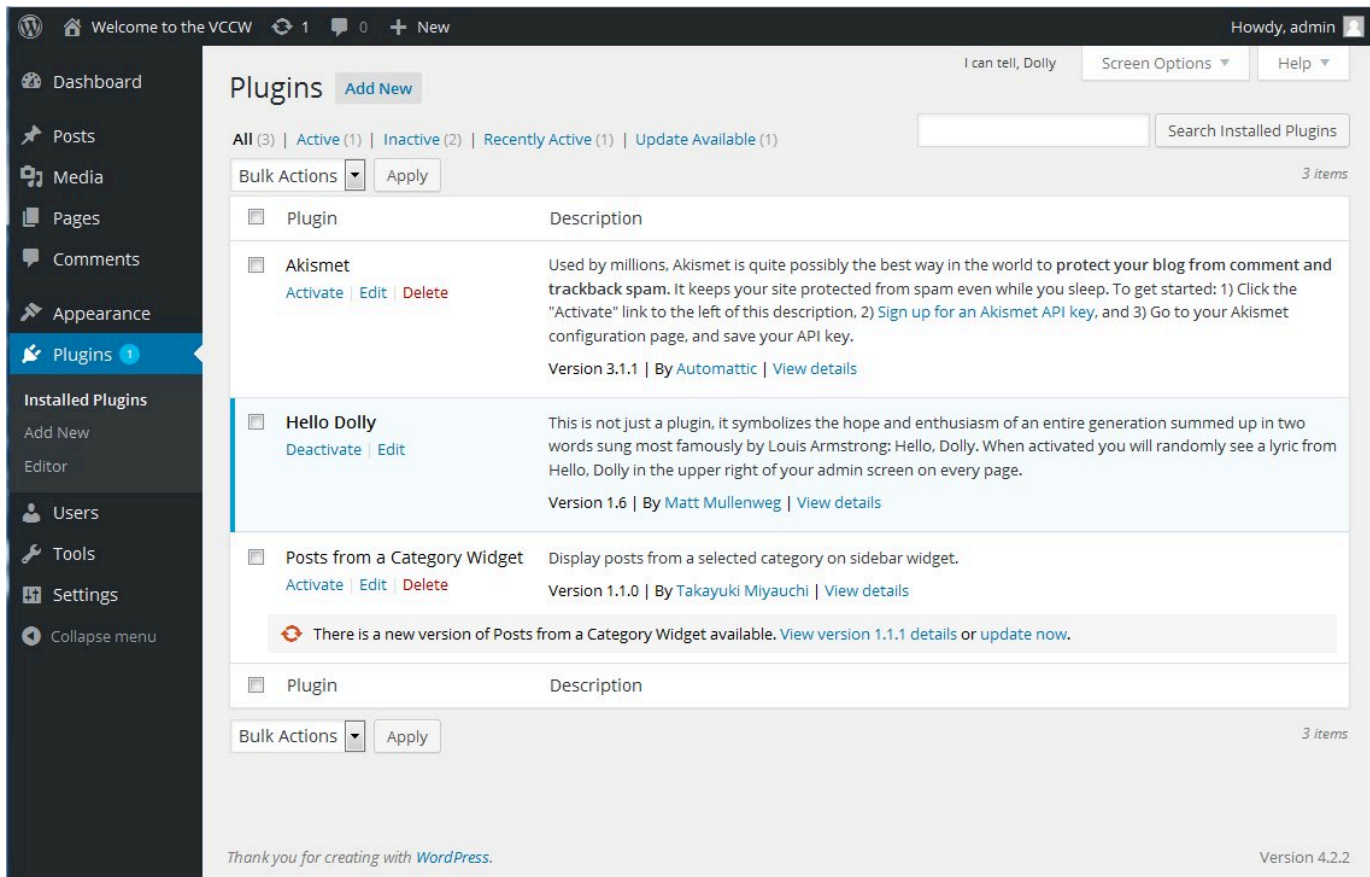 Welcome to the VCCW 1 0 New Howdy, admin
I can tell, Dolly Screen Options Help
Dashboard
Posts
Media
Pages
Comments
Appearance
Plugins 1
Installed Plugins
Add New
Editor
Users
Tools
Settings
Collapse menu
Plugins Add New
All (3) | Active (1) | Inactive (2) | Recently Active (1) | Update Available (1)
Search Installed Plugins
Bulk Actions Apply
3 items
Plugin Description
Akismet
Activate | Edit | Delete
Used by millions, Akismet is quite possibly the best way in the world to protect your blog from comment and
trackback spam. It keeps your site protected from spam even while you sleep. To get started: 1) Click the
"Activate" link to the left of this description, 2) Sign up for an Akismet API key, and 3) Go to your Akismet
configuration page, and save your API key.
Version 3.1.1 | By Automattic | View details
Hello Dolly
Deactivate | Edit
This is not just a plugin, it symbolizes the hope and enthusiasm of an entire generation summed up in two
words sung most famously by Louis Armstrong: Hello, Dolly. When activated you will randomly see a lyric from
Hello, Dolly in the upper right of your admin screen on every page.
Version 1.6 | By Matt Mullenweg | View details
Posts from a Category Widget
Activate | Edit | Delete
Display posts from a selected category on sidebar widget.
Version 1.1.0 | By Takayuki Miyauchi | View details
There is a new version of Posts from a Category Widget available. View version 1.1.1 details or update now.
Plugin Description
Bulk Actions Apply
3 items
Thank you for creating with WordPress.
Version 4.2.2